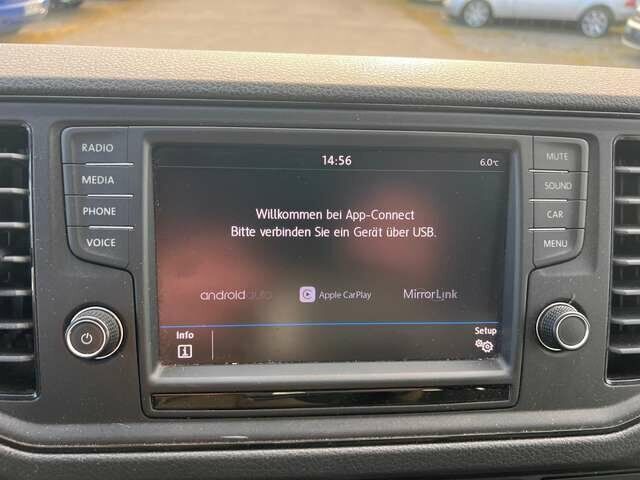 RADIO
MEDIA
PHONE
VOICE
14:56
6.0°C
Willkommen bei App-Connect
Bitte verbinden Sie ein Gerät über USB.
androidauto
Apple CarPlay
MirrorLink
Info
Setup
MUTE
SOUND
CAR
MENU